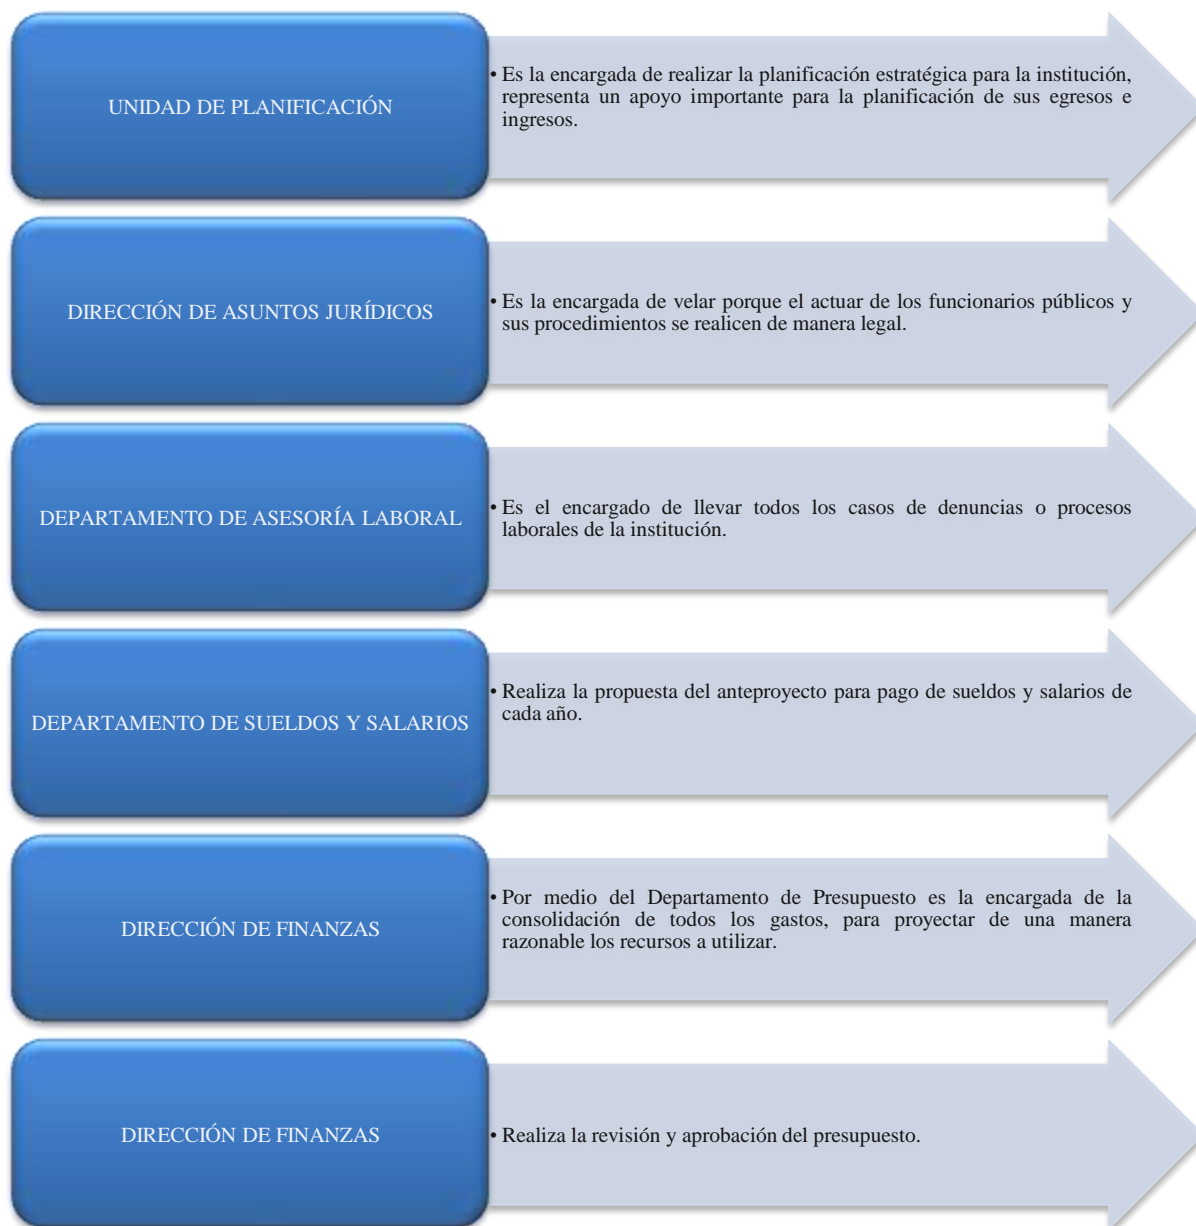 UNIDAD DE PLANIFICACIÓN
• Es la encargada de realizar la planificación estratégica para la institución,
representa un apoyo importante para la planificación de sus egresos e
ingresos.
DIRECCIÓN DE ASUNTOS JURÍDICOS
• Es la encargada de velar porque el actuar de los funcionarios públicos y
sus procedimientos se realicen de manera legal.
DEPARTAMENTO DE ASESORÍA LABORAL
• Es el encargado de llevar todos los casos de denuncias o procesos
laborales de la institución.
DEPARTAMENTO DE SUELDOS Y SALARIOS
• Realiza la propuesta del anteproyecto para pago de sueldos y salarios de
cada año.
DIRECCIÓN DE FINANZAS
• Por medio del Departamento de Presupuesto es la encargada de la
consolidación de todos los gastos, para proyectar de una manera
razonable los recursos a utilizar.
DIRECCIÓN DE FINANZAS
• Realiza la revisión y aprobación del presupuesto.